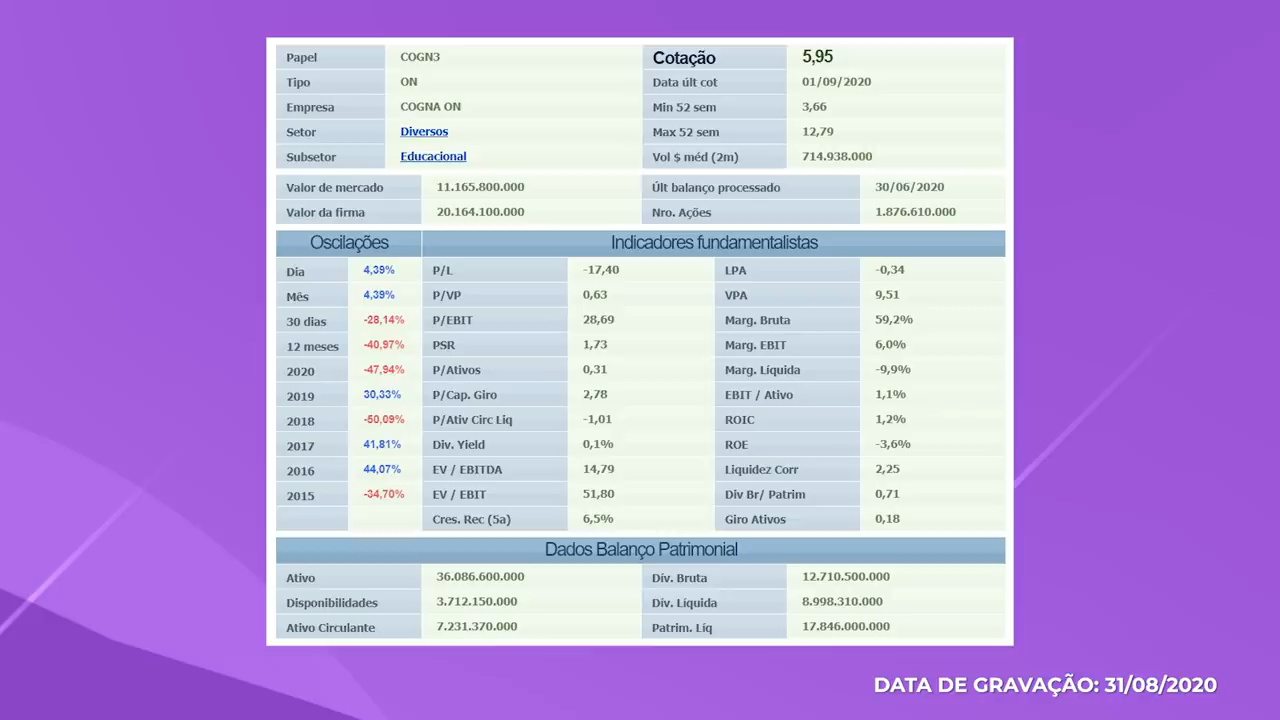 Papel COGN3 Cotação 5,95
Tipo ON Data últ cot 01/09/2020
Empresa COGNA ON Min 52 sem 3,66
Setor Diversos Max 52 sem 12,79
Subsetor Educacional Vol $ méd (2m) 714.938.000
Valor de mercado 11.165.800.000 Últ balanço processado 30/06/2020
Valor da firma 20.164.100.000 Nro. Ações 1.876.610.000
Oscilações Indicadores fundamentalistas
Dia 4,39% P/L -17,40 LPA -0,34
Mês 4,39% P/VP 0,63 VPA 9,51
30 dias -28,14% P/EBIT 28,69 Marg. Bruta 59,2%
12 meses -40,97% PSR 1,73 Marg. EBIT 6,0%
2020 -47,94% P/Ativos 0,31 Marg. Líquida -9,9%
2019 30,33% P/Cap. Giro 2,78 EBIT / Ativo 1,1%
2018 -50,09% P/Ativ Circ Liq -1,01 ROIC 1,2%
2017 41,81% Div. Yield 0,1% ROE -3,6%
2016 44,07% EV / EBITDA 14,79 Liquidez Corr 2,25
2015 -34,70% EV / EBIT 51,80 Div Br/ Patrim 0,71
Cres. Rec (5a) 6,5% Giro Ativos 0,18
Dados Balanço Patrimonial
Ativo 36.086.600.000 Dív. Bruta 12.710.500.000
Disponibilidades 3.712.150.000 Dív. Líquida 8.998.310.000
Ativo Circulante 7.231.370.000 Patrim. Líq 17.846.000.000
DATA DE GRAVAÇÃO: 31/08/2020